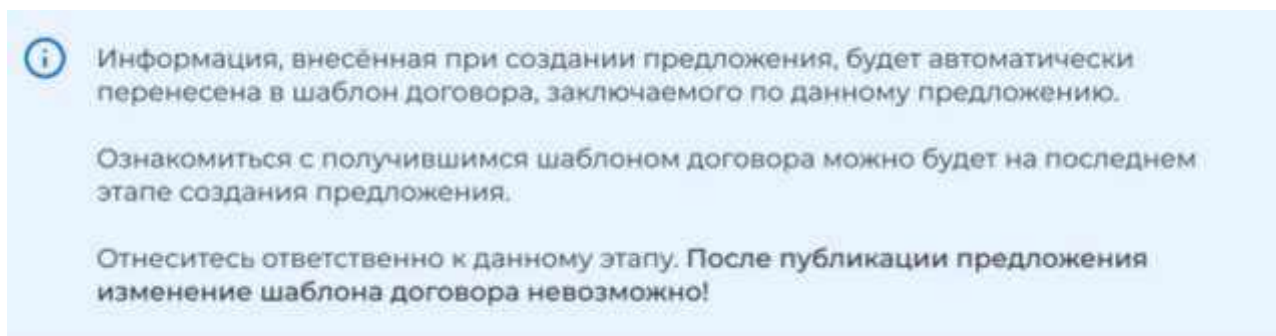 Информация, внесённая при создании предложения, будет автоматически
перенесена в шаблон договора, заключаемого по данному предложению.
Ознакомиться с получившимся шаблоном договора можно будет на последнем
этапе создания предложения.
Отнеситесь ответственно к данному этапу. После публикации предложения
изменение шаблона договора невозможно!